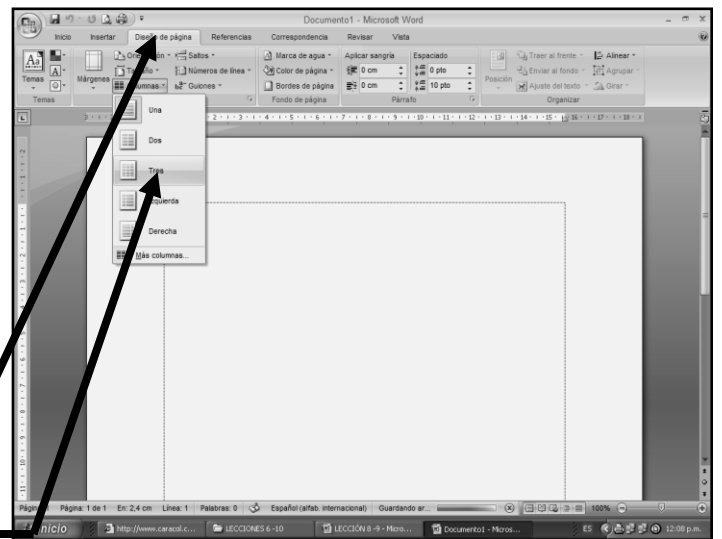 Documento1 - Microsoft Word
Inicio Insertar Diseño de página Referencias Correspondencia Revisar Vista
Temas
Márgenes
Orientación
Tamaño
Columnas
Saltos
Números de línea
Guiones
Marca de agua
Color de página
Bordes de página
Aplicar sangría
0 cm
0 cm
Espaciado
0 pto
10 pto
Posición
Traer al frente
Enviar al fondo
Ajuste del texto
Alinear
Agrupar
Girar
Temas Fondo de página Párrafo Organizar
Una
Dos
Tres
Izquierda
Derecha
Más columnas...
Página: 1 de 1 En: 2,4 cm Línea: 1 Palabras: 0 Español (alfab. internacional) Guardando ar... 100%
Inicio http://www.caracol.c... LECCIONES 6 -10 LECCIÓN 8 -9 - Micro... Documento1 - Micros... ES 12:08 p.m.